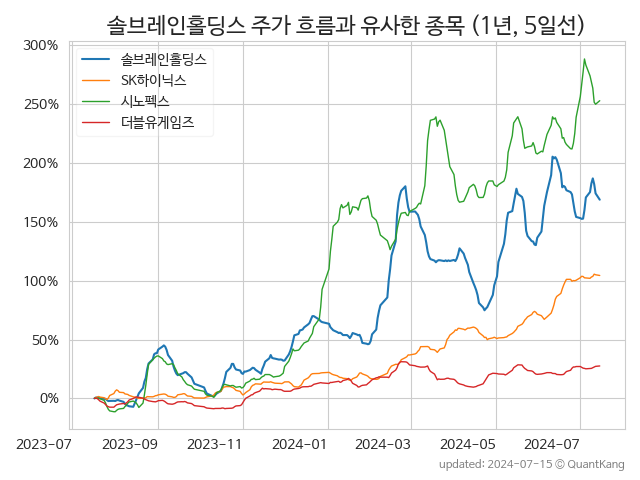 솔브레인홀딩스 주가 흐름과 유사한 종목 (1년, 5일선)
300%
250%
200%
150%
100%
50%
0%
솔브레인홀딩스
SK하이닉스
시노펙스
더블유게임즈
2023-07
2023-09
2023-11
2024-01
2024-03
2024-05
2024-07
updated: 2024-07-15 © QuantKang